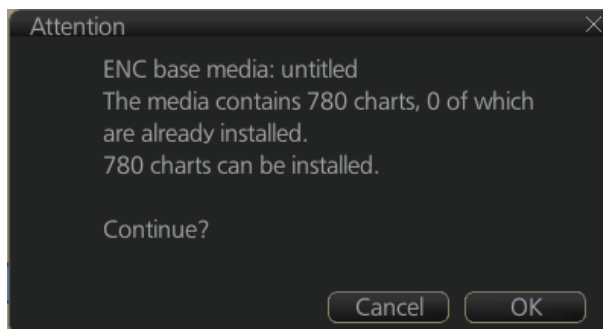 Attention
ENC base media: untitled
The media contains 780 charts, 0 of which
are already installed.
780 charts can be installed.
Continue?
Cancel
OK